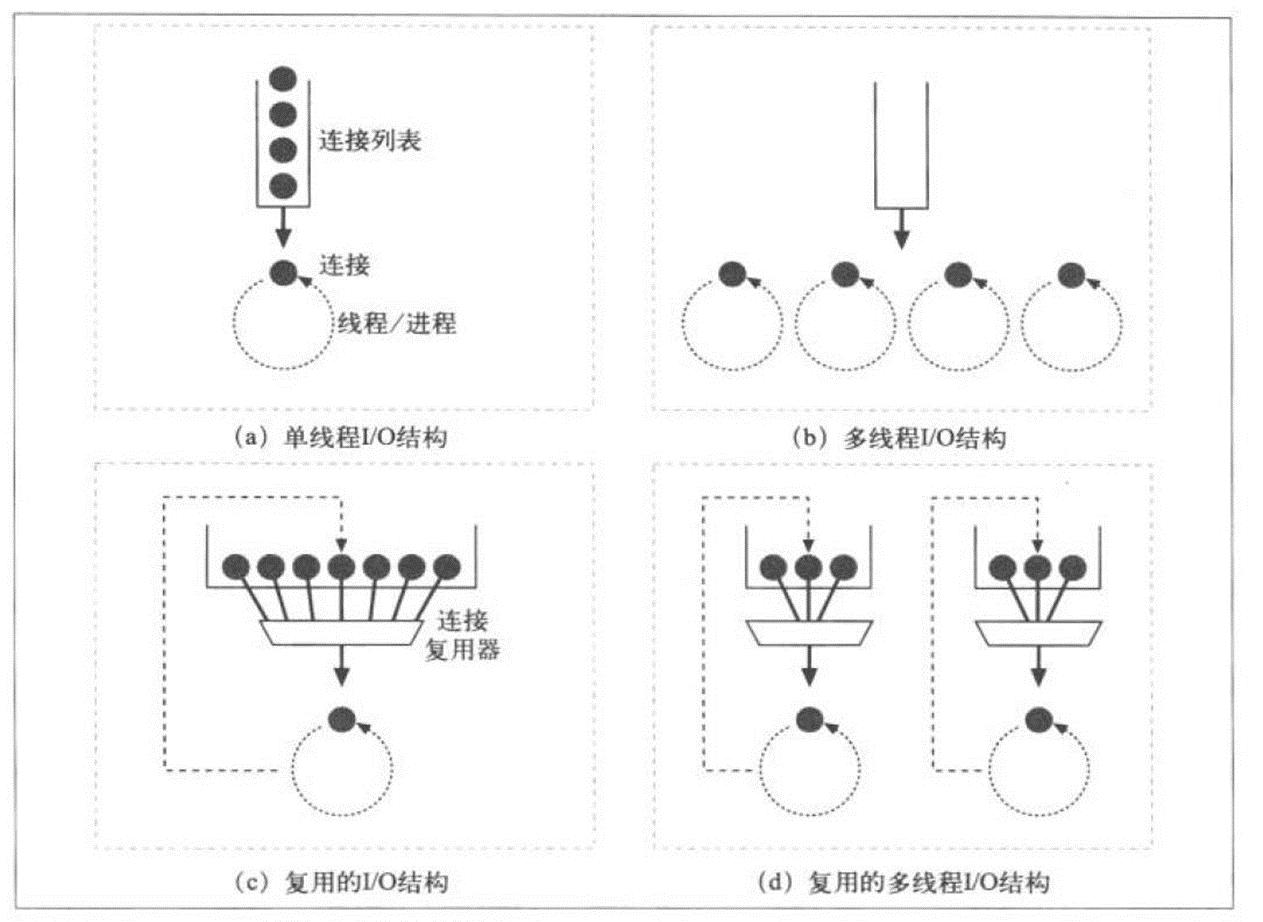 连接列表
连接
线程/进程
(a) 单线程I/O结构
(b) 多线程I/O结构
连接
复用器
(c) 复用的I/O结构
(d) 复用的多线程I/O结构